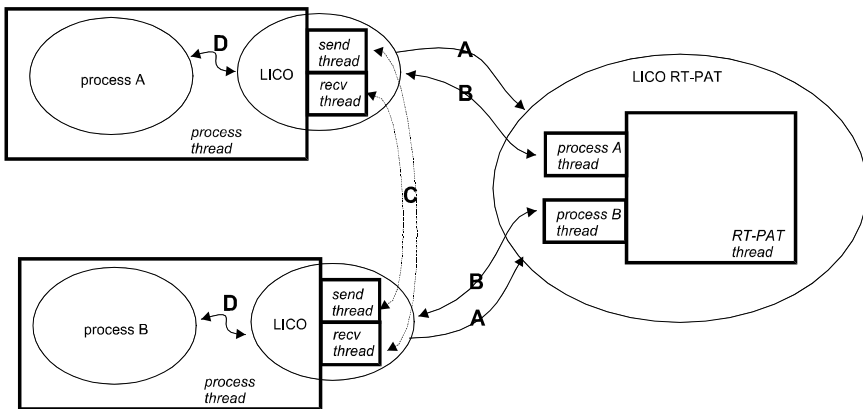 D
process A
LICO
send
thread
recv
thread
process
thread
A
B
LICO RT-PAT
process A
thread
process B
thread
RT-PAT
thread
C
D
process B
LICO
send
thread
recv
thread
process
thread
B
A